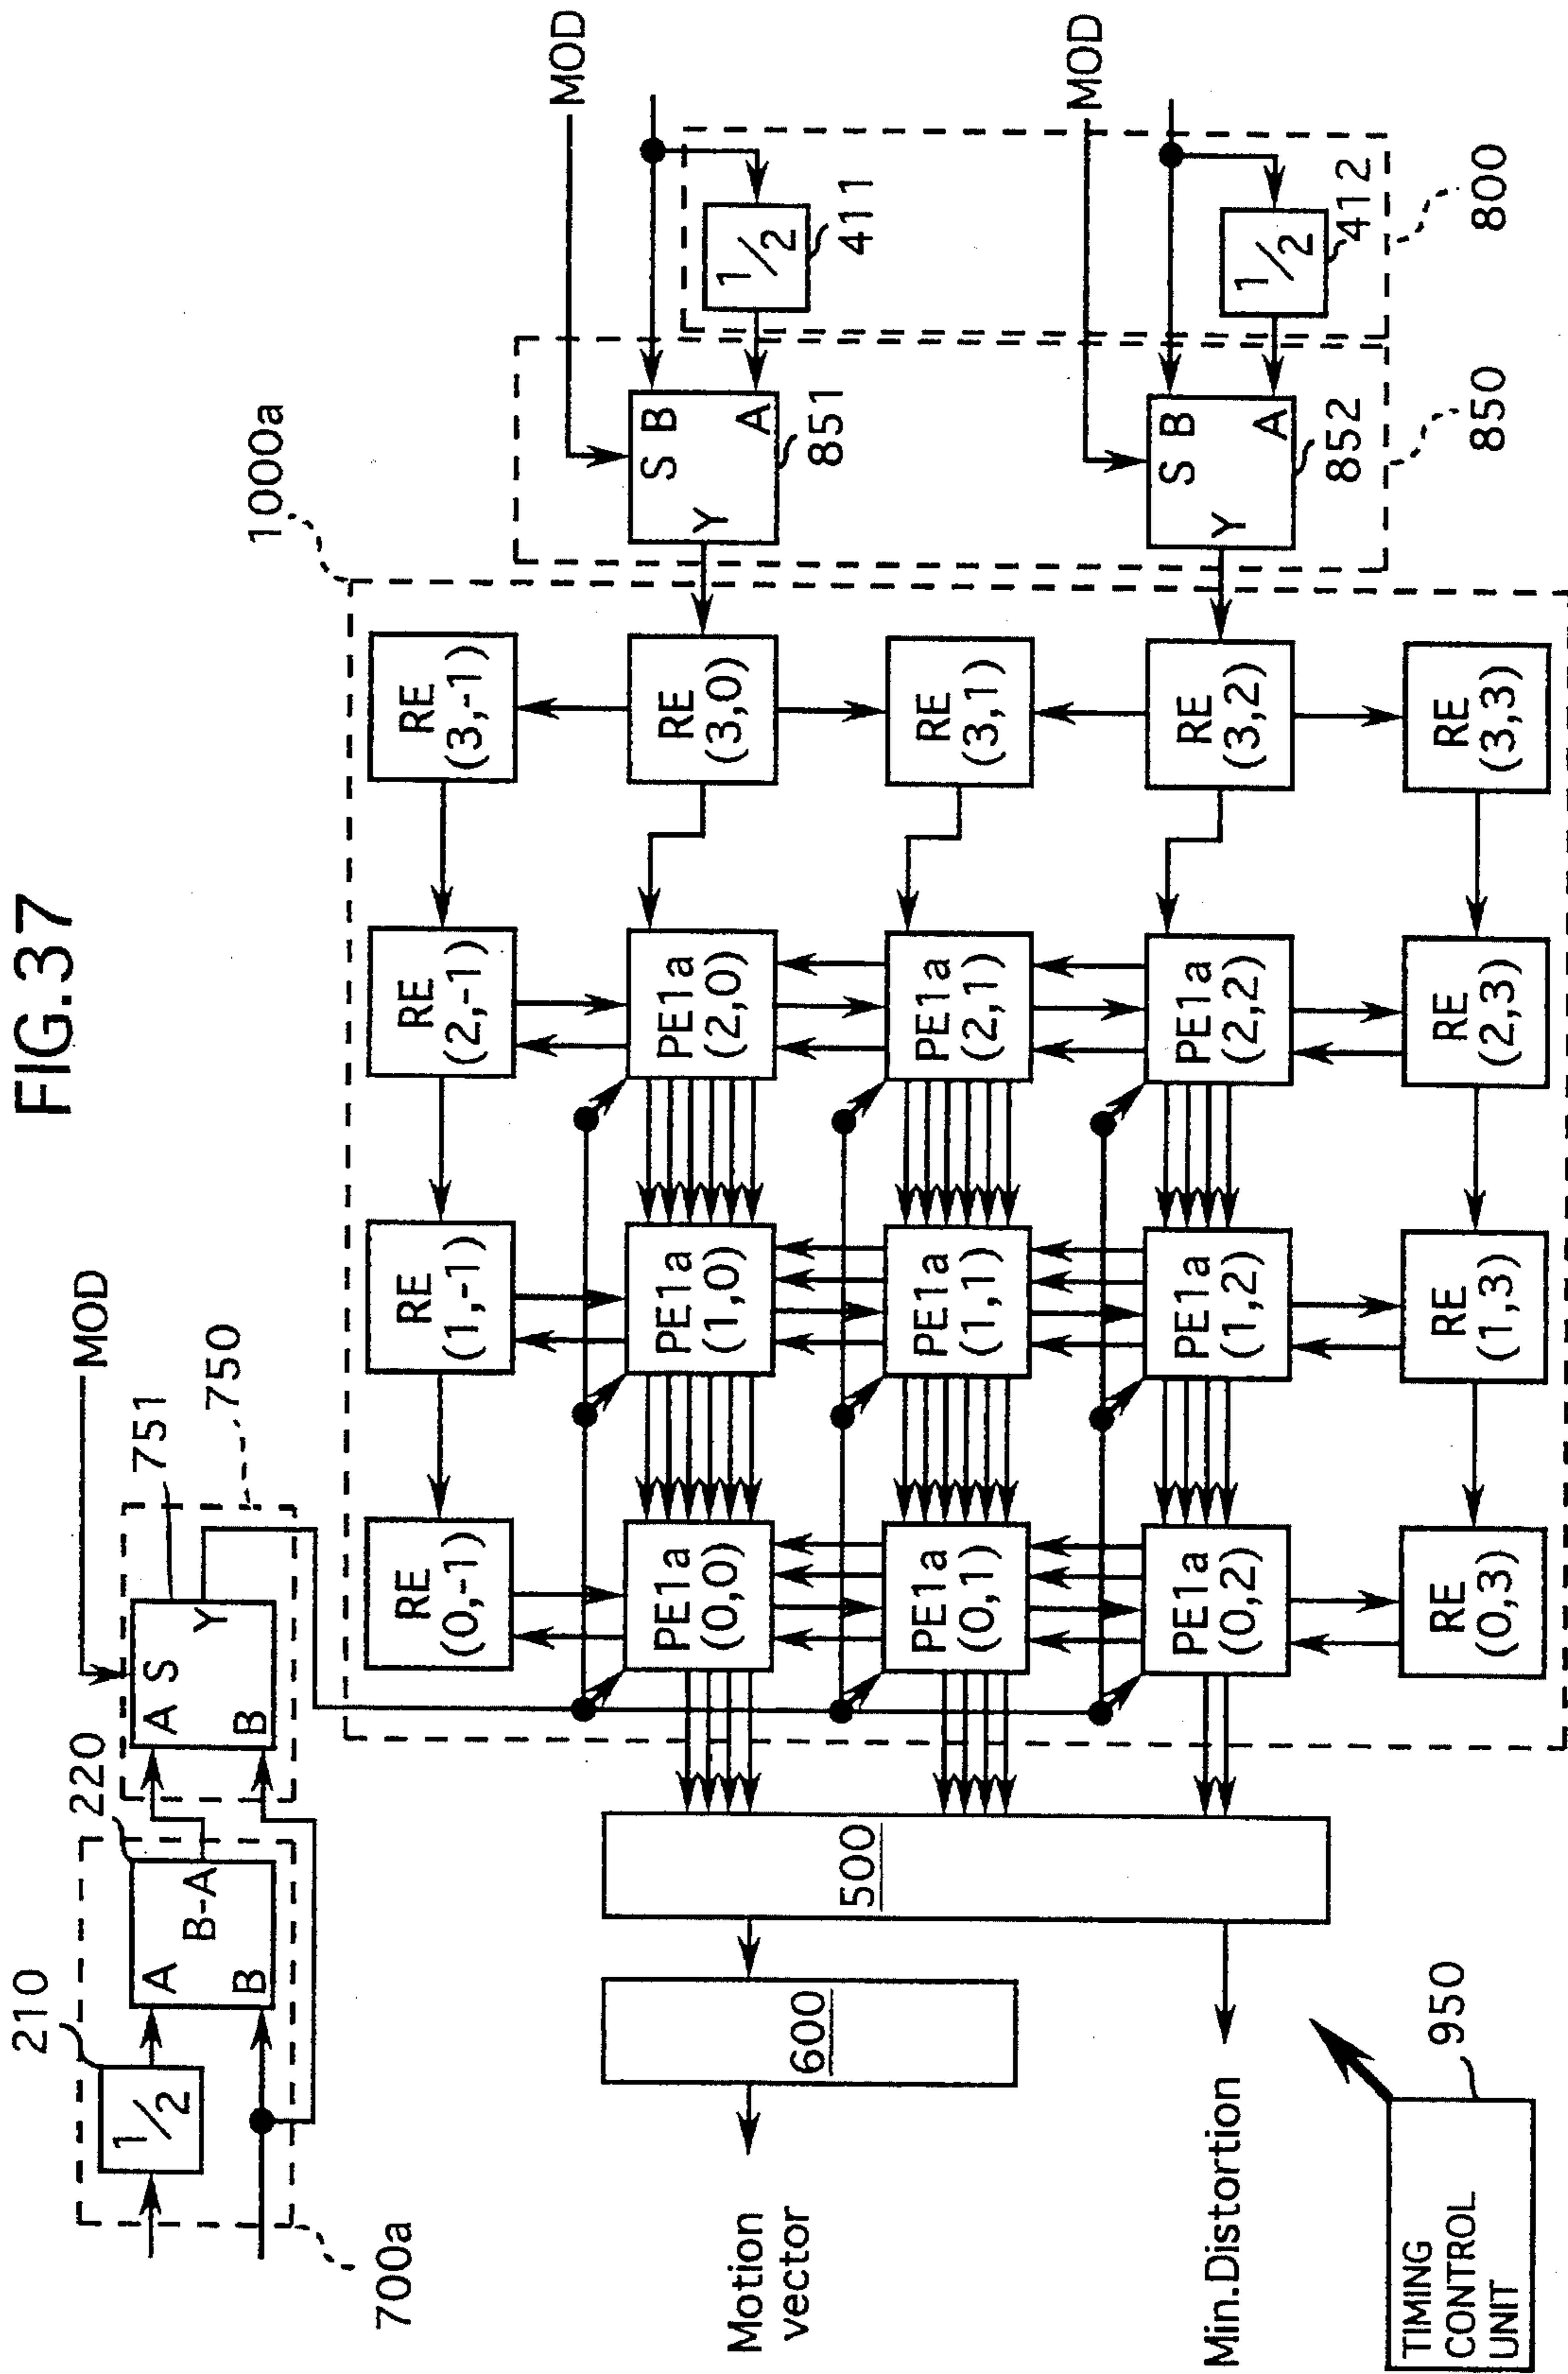 FIG.37
210
220
MOD
751
750
1/2
A
B-A
B
A S
Y
B
700a
1000a
MOD
RE
(0,-1)
RE
(1,-1)
RE
(2,-1)
RE
(3,-1)
S B
Y
A
851
1/2
411
PE1a
(0,0)
PE1a
(1,0)
PE1a
(2,0)
RE
(3,0)
500
600
Motion
vector
PE1a
(0,1)
PE1a
(1,1)
PE1a
(2,1)
RE
(3,1)
MOD
PE1a
(0,2)
PE1a
(1,2)
PE1a
(2,2)
RE
(3,2)
S B
Y
A
852
1/2
412
Min.Distortion
850
800
RE
(0,3)
RE
(1,3)
RE
(2,3)
RE
(3,3)
950
TIMING
CONTROL
UNIT